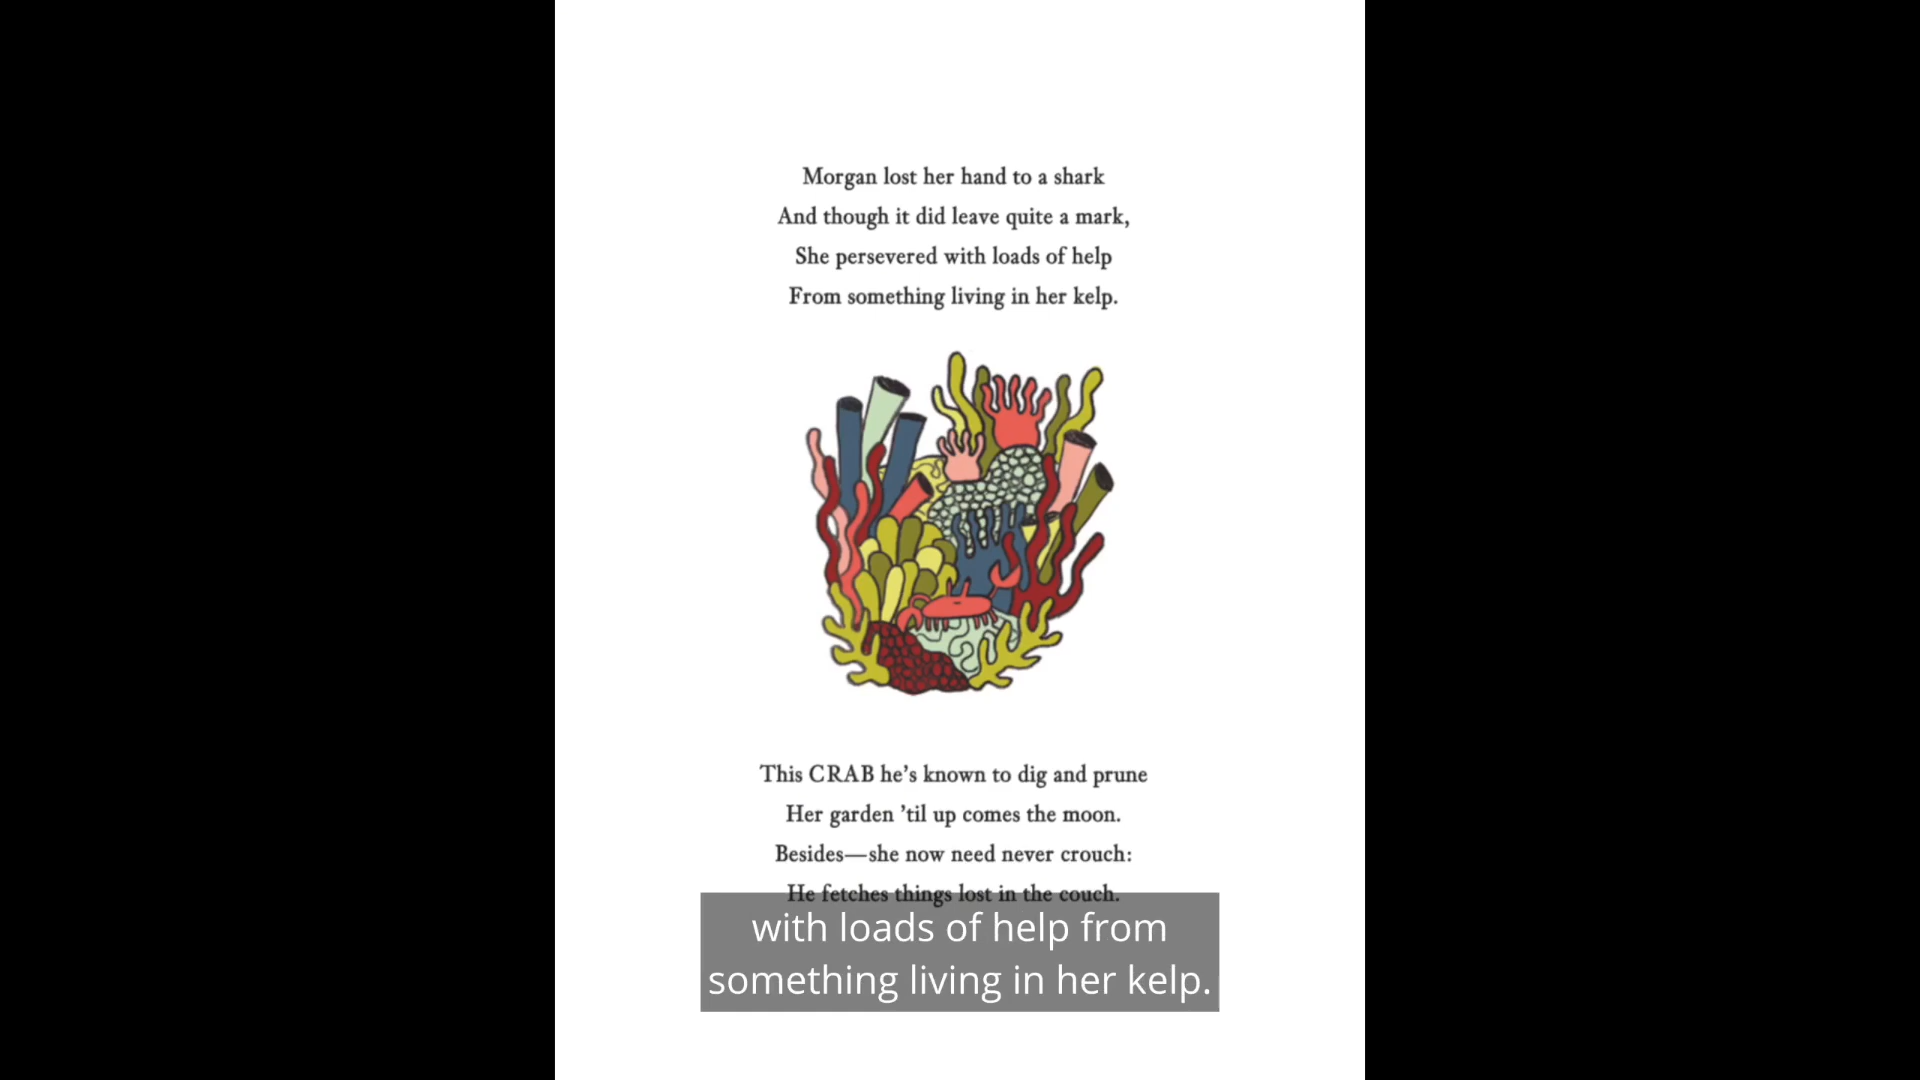 Morgan lost her hand to a shark
And though it did leave quite a mark,
She persevered with loads of help
From something living in her kelp.
This CRAB he's known to dig and prune
Her garden 'til up comes the moon.
Besides—she now need never crouch:
He fetches things lost in the couch.
with loads of help from
something living in her kelp.